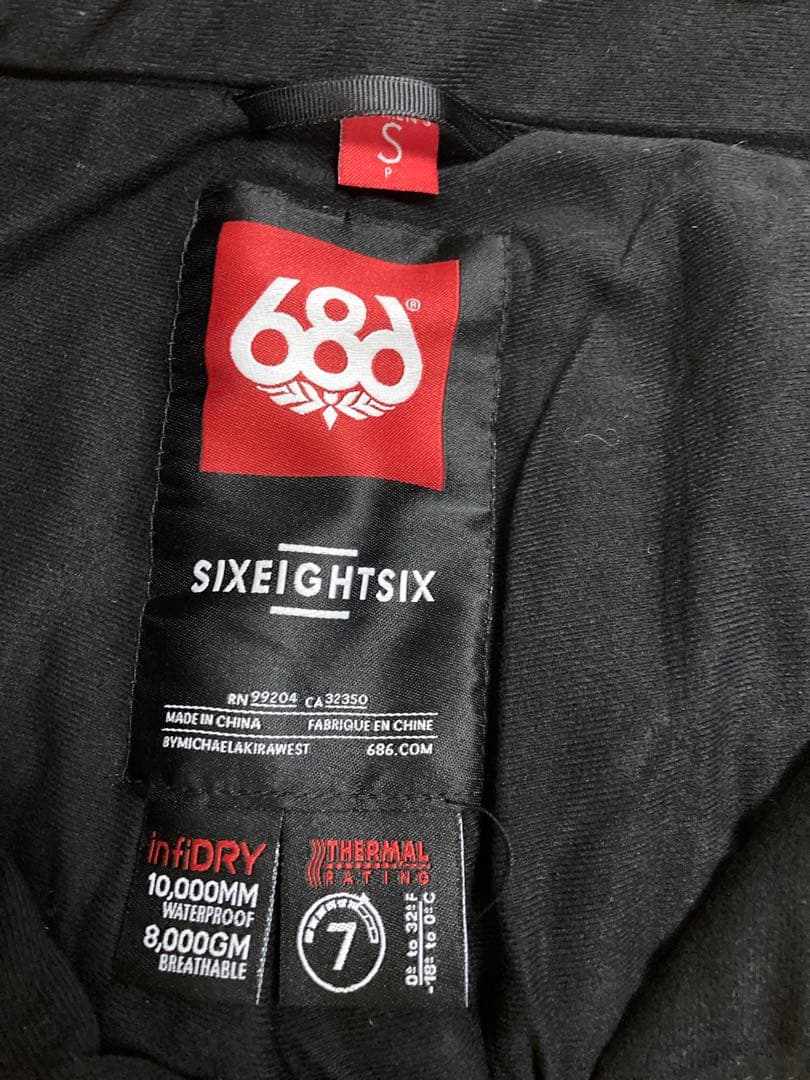 S
P
686®
SIXEIGHTSIX
RN 99204 CA 32350
MADE IN CHINA FABRIQUE EN CHINE
BYMICHAELAKIRAWEST 686.COM
infiDRY
10,000MM
WATERPROOF
8,000GM
BREATHABLE
THERMAL
RATING
7
0° to 32°F
-18° to 0°C